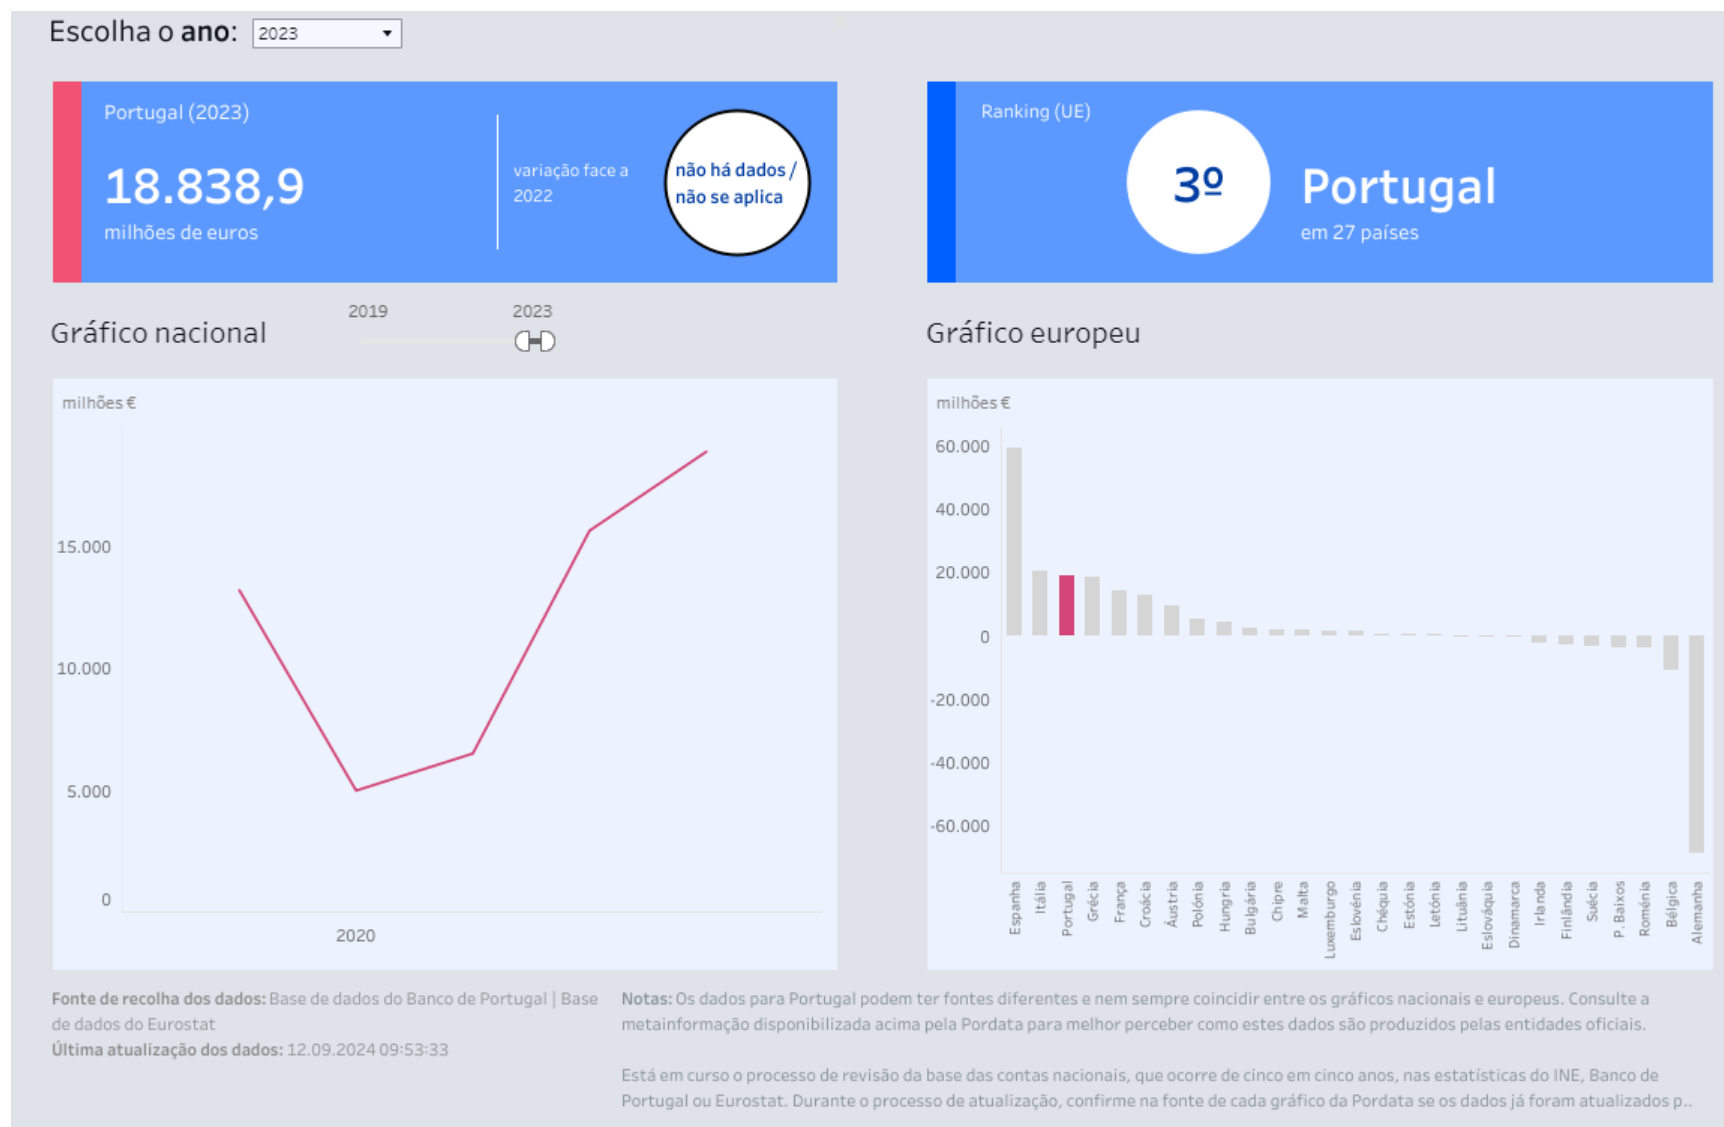 Escolha o ano: 2023
Portugal (2023)
18.838,9
milhões de euros
variação face a
2022
não há dados /
não se aplica
Ranking (UE)
3º
Portugal
em 27 países
Gráfico nacional
2019
2023
milhões €
15.000
10.000
5.000
0
2020
Gráfico europeu
milhões €
60.000
40.000
20.000
0
-20.000
-40.000
-60.000
Espanha
Itália
Portugal
Grécia
França
Croácia
Áustria
Polónia
Hungria
Bulgária
Chipre
Malta
Luxemburgo
Eslovénia
Chéquia
Estónia
Letónia
Lituânia
Eslováquia
Dinamarca
Irlanda
Finlândia
Suécia
P. Baixos
Roménia
Bélgica
Alemanha
Fonte de recolha dos dados: Base de dados do Banco de Portugal | Base
de dados do Eurostat
Última atualização dos dados: 12.09.2024 09:53:33
Notas: Os dados para Portugal podem ter fontes diferentes e nem sempre coincidir entre os gráficos nacionais e europeus. Consulte a
metainformação disponibilizada acima pela Pordata para melhor perceber como estes dados são produzidos pelas entidades oficiais.
Está em curso o processo de revisão da base das contas nacionais, que ocorre de cinco em cinco anos, nas estatísticas do INE, Banco de
Portugal ou Eurostat. Durante o processo de atualização, confirme na fonte de cada gráfico da Pordata se os dados já foram atualizados p..